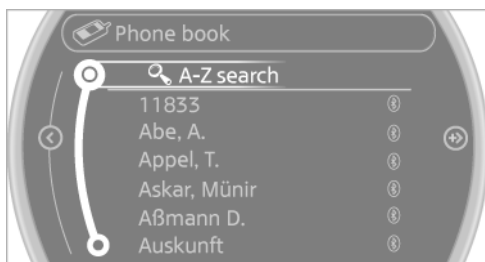 Phone book
A-Z search
11833
Abe, A.
Appel, T.
Askar, Münir
Aßmann D.
Auskunft